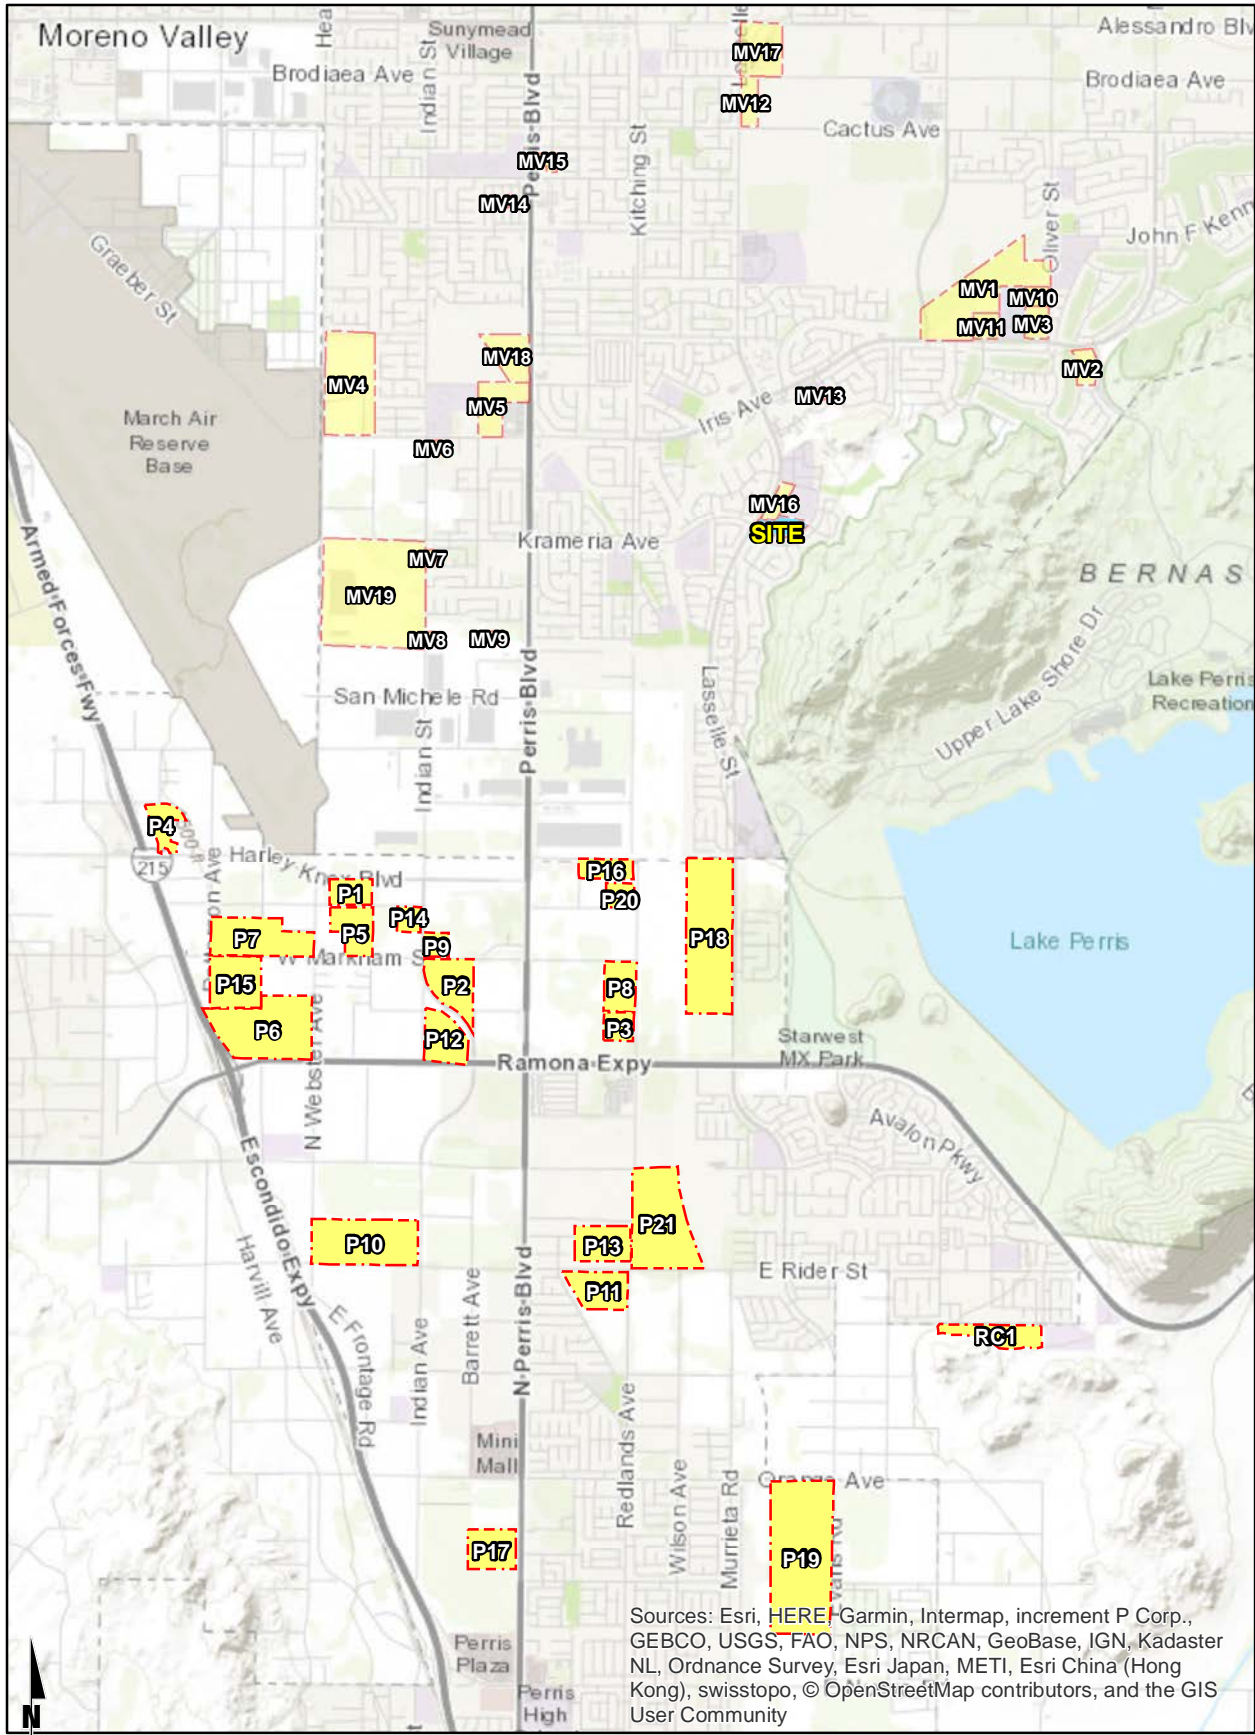 Moreno Valley
Hea
Sunymead
Village
Indian St
Brodiaea Ave
Perris Blvd
MV17
MV12
Alessandro Blv
Brodiaea Ave
Cactus Ave
Kitching St
MV15
MV14
Oliver St
John F Kenn
Graeber St
MV1
MV10
MV11
MV3
MV2
MV18
MV4
MV5
MV13
Iris Ave
March Air
Reserve
Base
MV6
MV16
SITE
Krameria Ave
MV7
MV19
MV8
MV9
BERNAS
Armed Forces Fwy
San Michele Rd
Perris Blvd
Indian St
Lasselle St
Upper Lake Shore Dr
Lake Perris
Recreation
P4
215
Harley Knox Blvd
P1
P14
P5
P7
P9
W Markham S
P15
P2
P6
P12
N Webster Ave
P16
P20
P18
P8
P3
Lake Perris
Starwest
MX Park
Ramona Expy
Avalon Pkwy
Escondido Expy
Harvill Ave
P10
P21
P13
P11
E Rider St
RC1
Barrett Ave
N Perris Blvd
Indian Ave
E Frontage Rd
Mini
Mall
Redlands Ave
Wilson Ave
Murrieta Rd
Orange Ave
P17
P19
Evans Rd
Perris
Plaza
Perris
High
N
Sources: Esri, HERE, Garmin, Intermap, increment P Corp.,
GEBCO, USGS, FAO, NPS, NRCAN, GeoBase, IGN, Kadaster
NL, Ordnance Survey, Esri Japan, METI, Esri China (Hong
Kong), swisstopo, © OpenStreetMap contributors, and the GIS
User Community